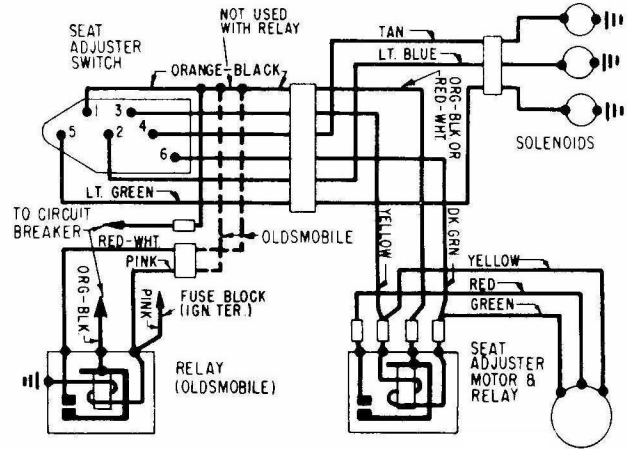 SEAT
ADJUSTER
SWITCH
NOT USED
WITH RELAY
ORANGE-BLACK
TAN
LT. BLUE
ORG-BLK OR
RED-WHT
SOLENOIDS
1
3
5
2
4
6
LT. GREEN
TO CIRCUIT
BREAKER
RED-WHT
PINK
OLDSMOBILE
YELLOW
DK GRN
YELLOW
RED
GREEN
ORG-BLK
PINK
FUSE BLOCK
(IGN TER.)
RELAY
(OLDSMOBILE)
SEAT
ADJUSTER
MOTOR &
RELAY